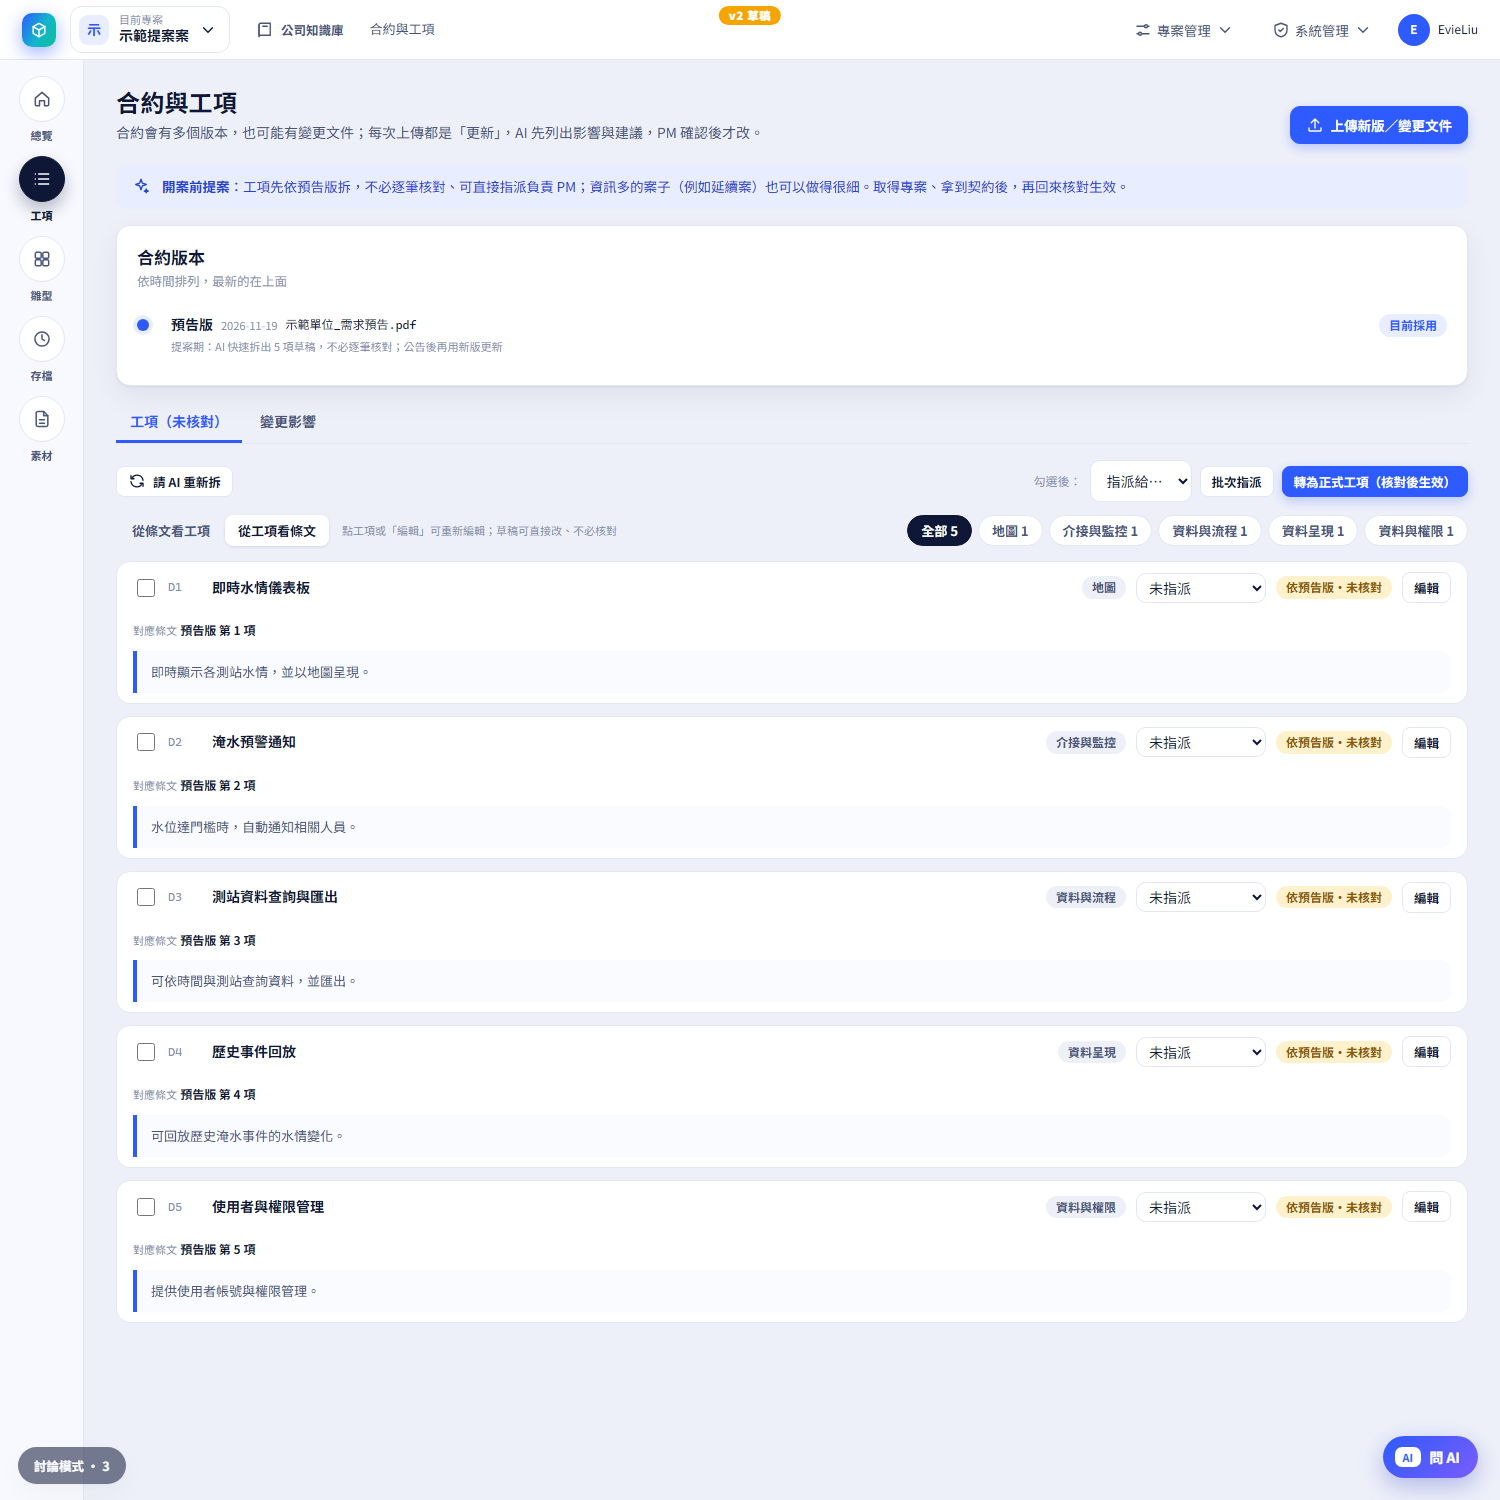 示
目前專案
示範提案案
公司知識庫
合約與工項
v2 草稿
專案管理
系統管理
E
EvieLiu
總覽
工項
雛型
存檔
素材
合約與工項
合約會有多個版本，也可能有變更文件；每次上傳都是「更新」，AI 先列出影響與建議，PM 確認後才改。
上傳新版／變更文件
開案前提案：工項先依預告版拆，不必逐筆核對、可直接指派負責 PM；資訊多的案子（例如延續案）也可以做得很細。取得專案、拿到契約後，再回來核對生效。
合約版本
依時間排列，最新的在上面
預告版 2026-11-19 示範單位_需求預告.pdf
目前採用
提案期：AI 快速拆出 5 項草稿，不必逐筆核對；公告後再用新版更新
工項（未核對）
變更影響
請 AI 重新拆
勾選後：
指派給⋯
批次指派
轉為正式工項（核對後生效）
從條文看工項
從工項看條文
點工項或「編輯」可重新編輯；草稿可直接改、不必核對
全部 5
地圖 1
介接與監控 1
資料與流程 1
資料呈現 1
資料與權限 1
D1 即時水情儀表板 地圖 未指派 依預告版・未核對 編輯
對應條文 預告版 第 1 項
即時顯示各測站水情，並以地圖呈現。
D2 淹水預警通知 介接與監控 未指派 依預告版・未核對 編輯
對應條文 預告版 第 2 項
水位達門檻時，自動通知相關人員。
D3 測站資料查詢與匯出 資料與流程 未指派 依預告版・未核對 編輯
對應條文 預告版 第 3 項
可依時間與測站查詢資料，並匯出。
D4 歷史事件回放 資料呈現 未指派 依預告版・未核對 編輯
對應條文 預告版 第 4 項
可回放歷史淹水事件的水情變化。
D5 使用者與權限管理 資料與權限 未指派 依預告版・未核對 編輯
對應條文 預告版 第 5 項
提供使用者帳號與權限管理。
討論模式 ・ 3
AI 問 AI